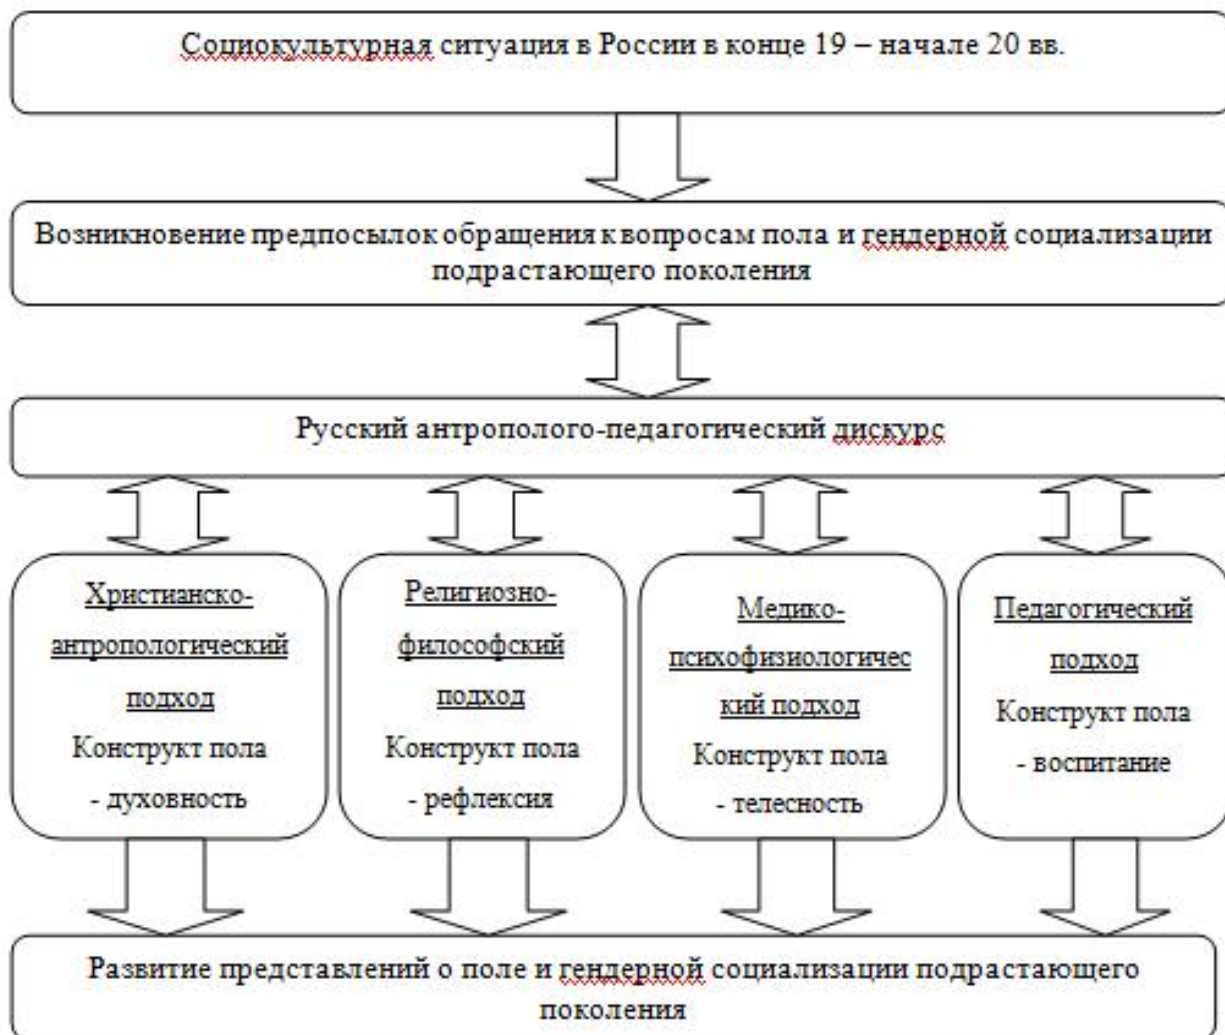 Социокультурная ситуация в России в конце 19 – начале 20 вв.
Возникновение предпосылок обращения к вопросам пола и гендерной социализации
подрастающего поколения
Русский антрополого-педагогический дискурс
Христианско-
антропологический
подход
Конструкт пола
- духовность
Религиозно-
философский
подход
Конструкт пола
- рефлексия
Медико-
психофизиологичес
кий подход
Конструкт пола
- телесность
Педагогический
подход
Конструкт пола
- воспитание
Развитие представлений о поле и гендерной социализации подрастающего
поколения